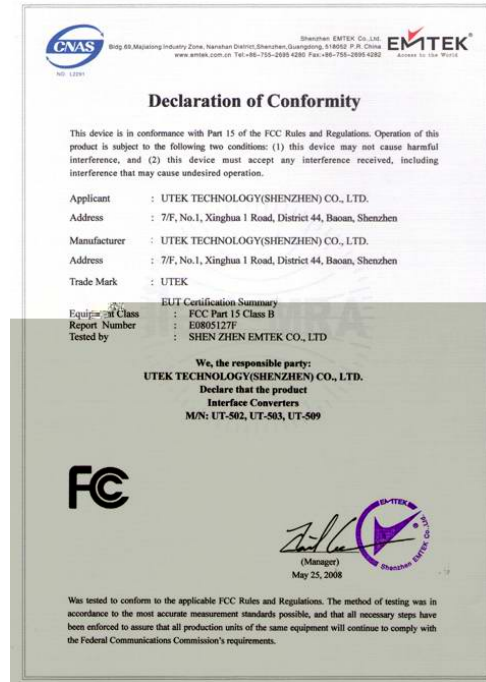 CNAS
NO. L2291
Shenzhen EMTEK Co.,Ltd.
Bldg 69,Majialong Industry Zone, Nanshan District,Shenzhen,Guangdong, 518052 P.R. China
www.emtek.com.cn Tel:+86-755-2695 4280 Fax:+86-755-2695 4282
EMTEK
Access to the World
Declaration of Conformity
This device is in conformance with Part 15 of the FCC Rules and Regulations. Operation of this
product is subject to the following two conditions: (1) this device may not cause harmful
interference, and (2) this device must accept any interference received, including
interference that may cause undesired operation.
Applicant : UTEK TECHNOLOGY(SHENZHEN) CO., LTD.
Address : 7/F, No.1, Xinghua 1 Road, District 44, Baoan, Shenzhen
Manufacturer : UTEK TECHNOLOGY(SHENZHEN) CO., LTD.
Address : 7/F, No.1, Xinghua 1 Road, District 44, Baoan, Shenzhen
Trade Mark : UTEK
EUT Certification Summary
Equipment Class : FCC Part 15 Class B
Report Number : E0805127F
Tested by : SHEN ZHEN EMTEK CO., LTD
We, the responsible party:
UTEK TECHNOLOGY(SHENZHEN) CO., LTD.
Declare that the product
Interface Converters
M/N: UT-502, UT-503, UT-509
FC
EMTEK
Shenzhen EMTEK Co., Ltd.
(Manager)
May 25, 2008
Was tested to conform to the applicable FCC Rules and Regulations. The method of testing was in
accordance to the most accurate measurement standards possible, and that all necessary steps have
been enforced to assure that all production units of the same equipment will continue to comply with
the Federal Communications Commission's requirements.